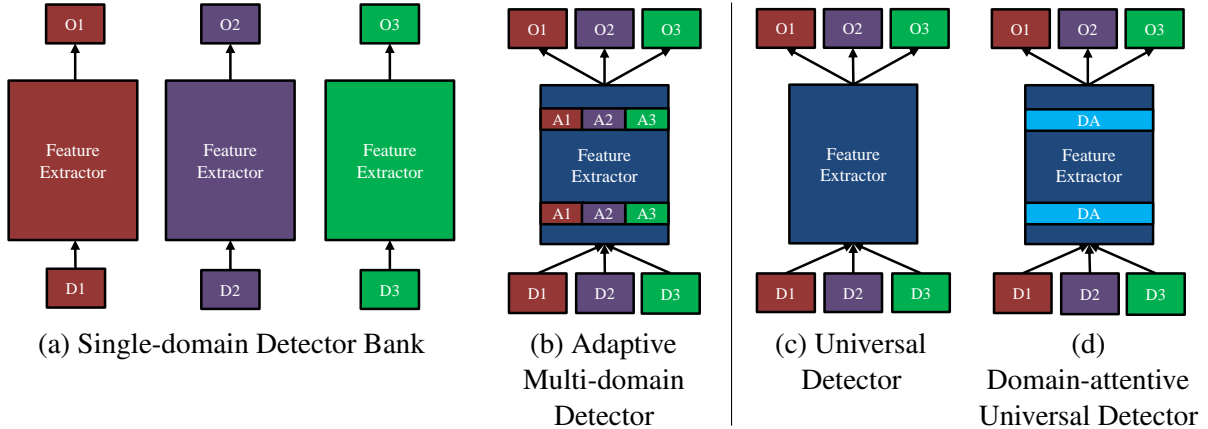 O1 O2 O3 O1 O2 O3 O1 O2 O3 O1 O2 O3
Feature Extractor
Feature Extractor
Feature Extractor
A1 A2 A3
Feature Extractor
A1 A2 A3
Feature Extractor
DA
Feature Extractor
DA
D1 D2 D3 D1 D2 D3 D1 D2 D3 D1 D2 D3
(a) Single-domain Detector Bank
(b) Adaptive
Multi-domain
Detector
(c) Universal
Detector
(d)
Domain-attentive
Universal Detector